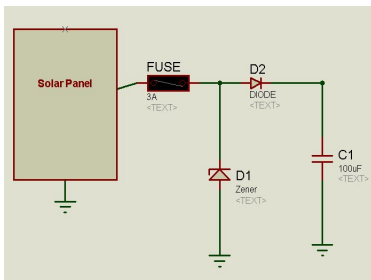 Solar Panel
FUSE
3A
<TEXT>
D2
DIODE
<TEXT>
D1
Zener
<TEXT>
C1
100uF
<TEXT>